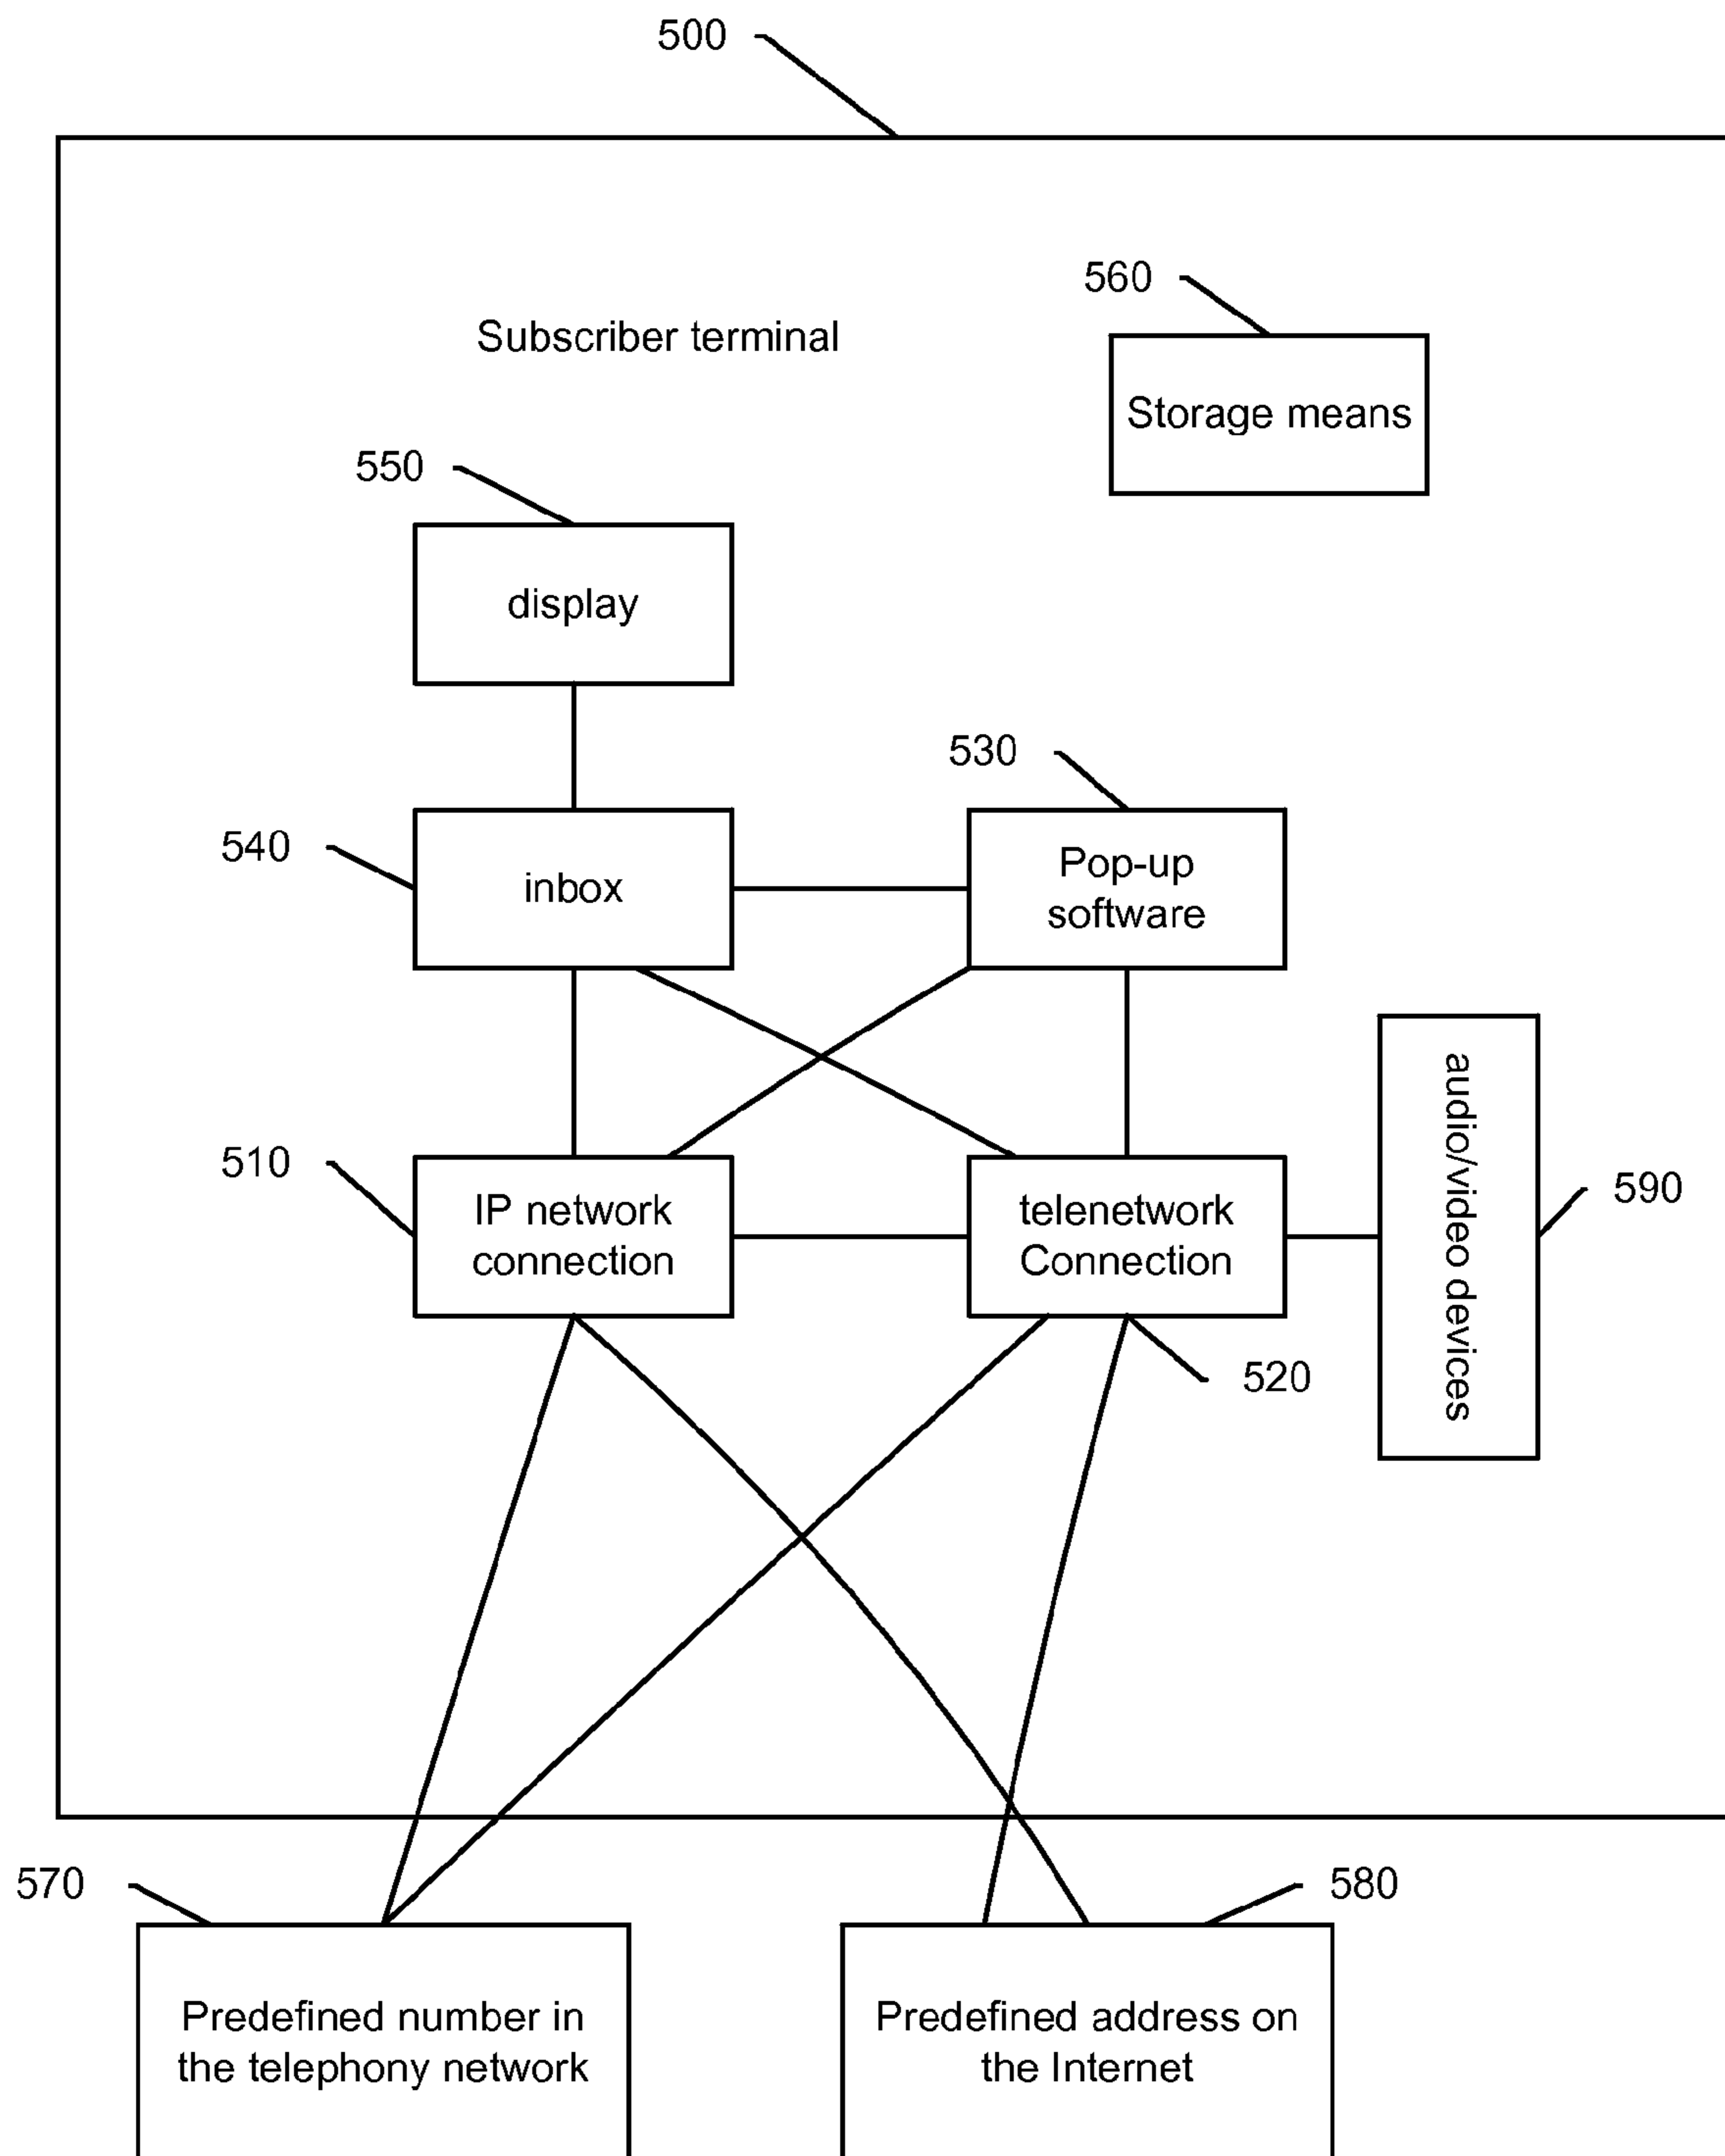 500
560
Subscriber terminal
Storage means
550
display
530
540
inbox
Pop-up
software
510
IP network
connection
telenetwork
Connection
audio/video devices
590
520
570
580
Predefined number in
the telephony network
Predefined address on
the Internet